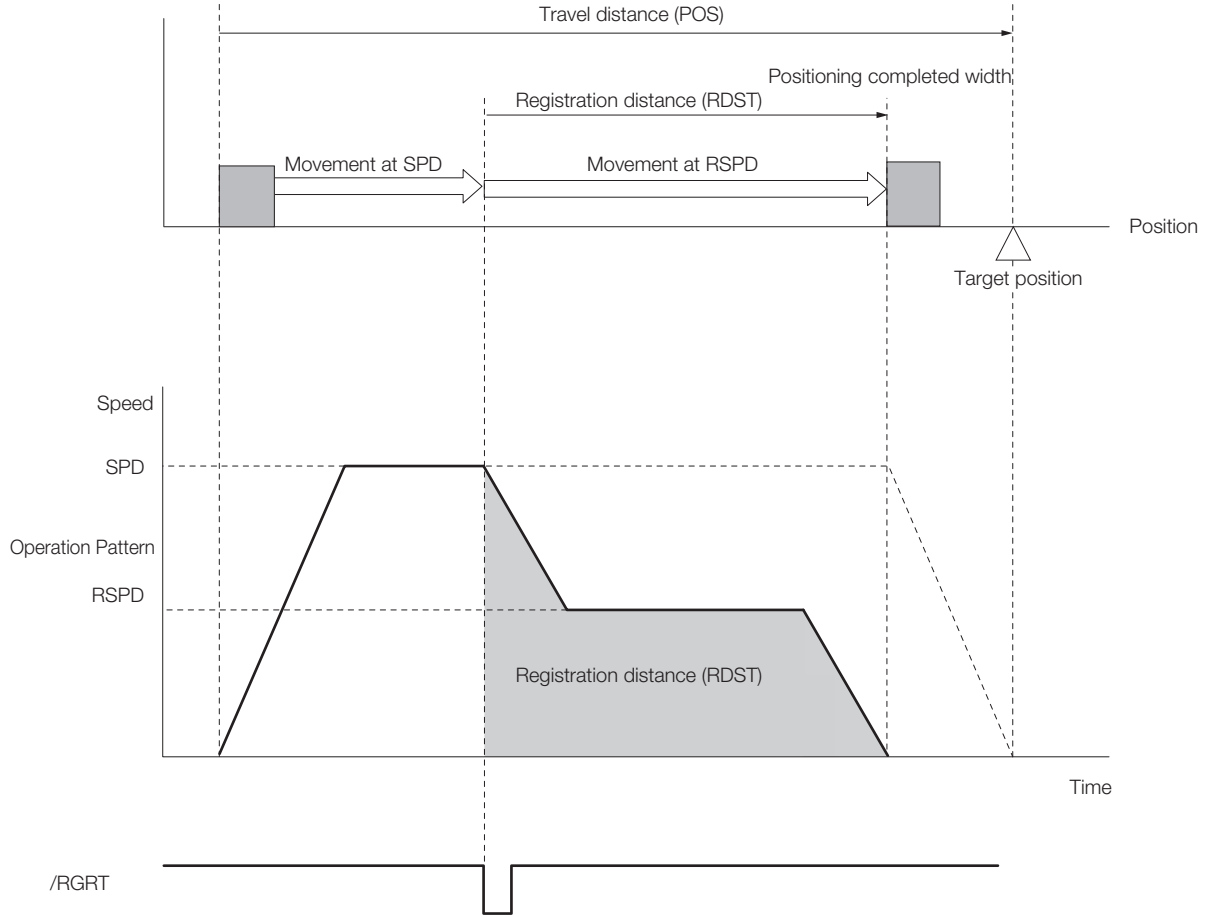 Travel distance (POS)
Positioning completed width
Registration distance (RDST)
Movement at SPD
Movement at RSPD
Position
Target position
Speed
SPD
Operation Pattern
RSPD
Registration distance (RDST)
Time
/RGRT